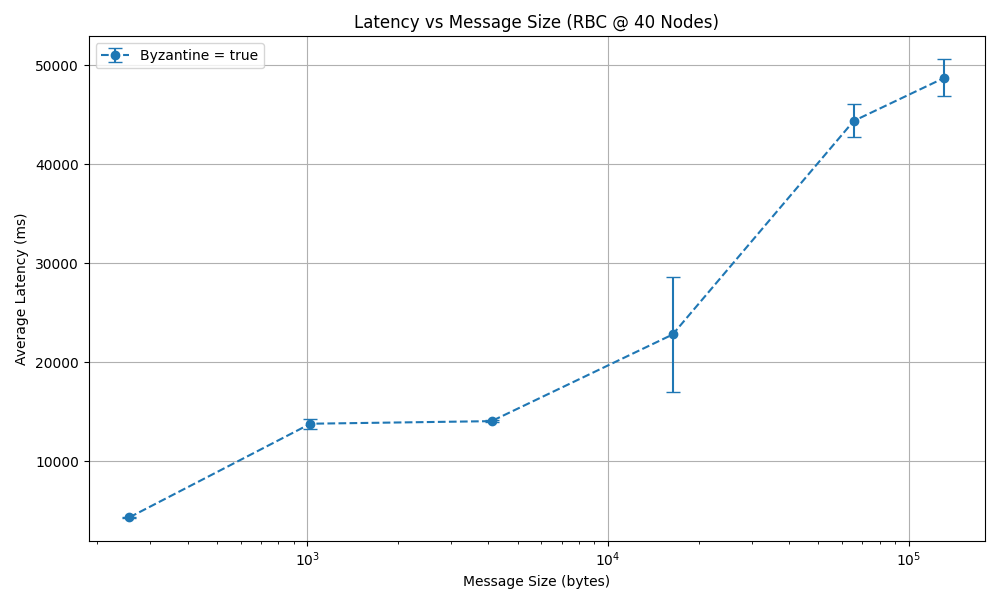 Latency vs Message Size (RBC @ 40 Nodes)
Byzantine = true
50000
40000
30000
20000
10000
Average Latency (ms)
10³
10⁴
10⁵
Message Size (bytes)